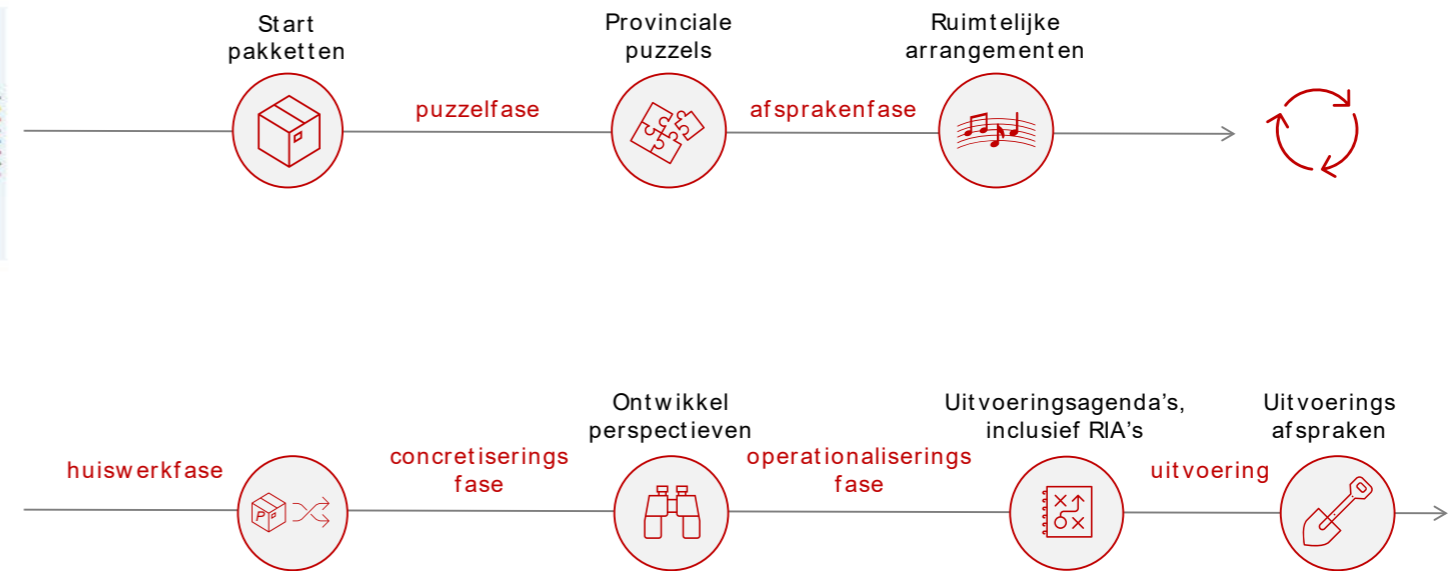 Start
pakketten
Provinciale
puzzels
Ruimtelijke
arrangementen
puzzelfase
afsprakenfase
Ontwikkel
perspectieven
Uitvoeringsagenda's,
inclusief RIA's
Uitvoerings
afspraken
huiswerkfase
concretiserings
fase
operationaliserings
fase
uitvoering
P